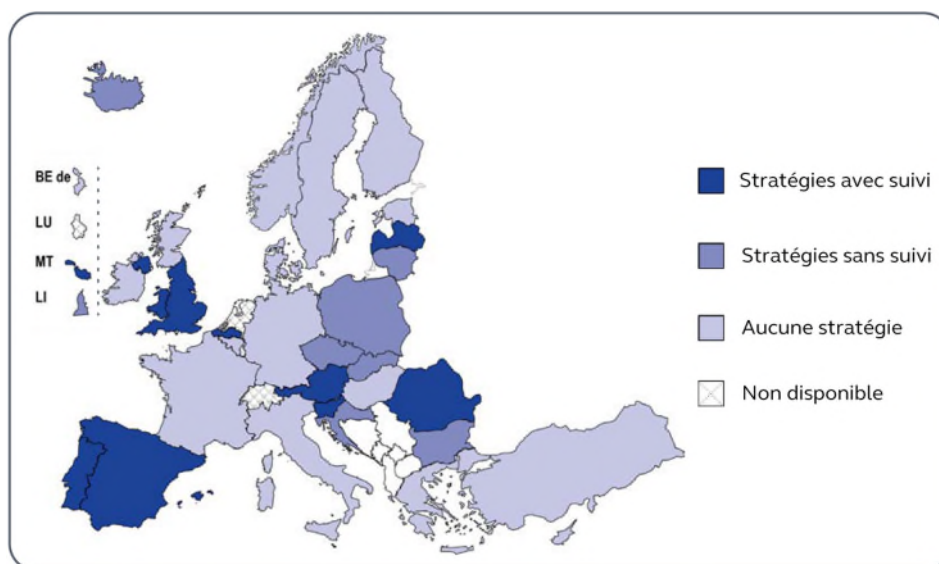 BE de
LU
MT
LI
Stratégies avec suivi
Stratégies sans suivi
Aucune stratégie
Non disponible